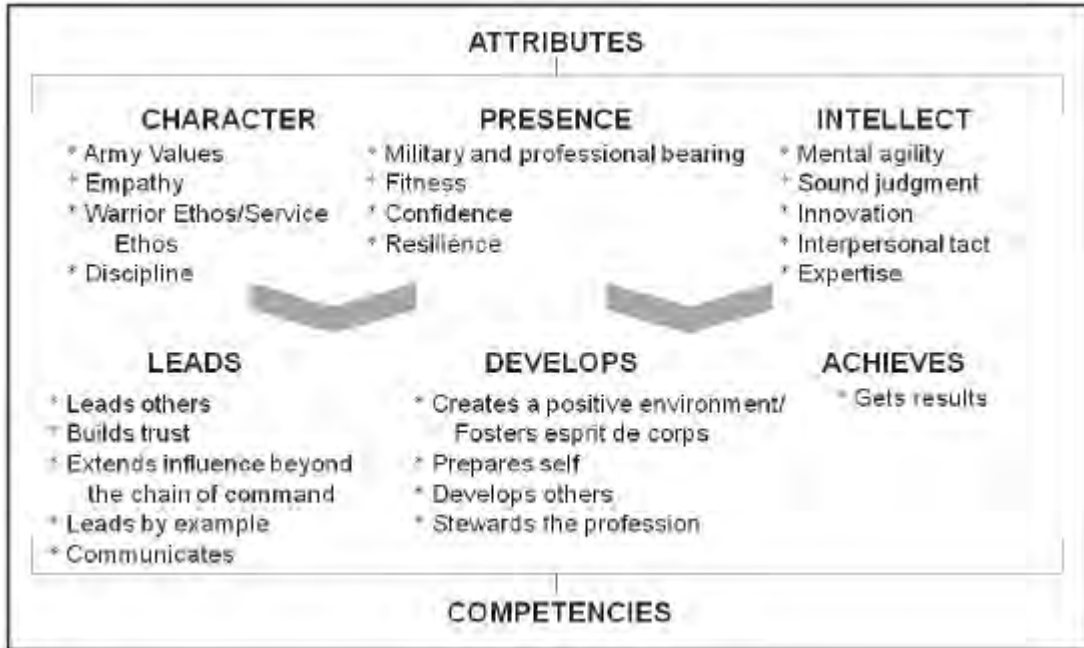 ATTRIBUTES
CHARACTER
* Army Values
* Empathy
* Warrior Ethos/Service
Ethos
* Discipline
PRESENCE
* Military and professional bearing
* Fitness
* Confidence
* Resilience
INTELLECT
* Mental agility
* Sound judgment
* Innovation
* Interpersonal tact
* Expertise
LEADS
* Leads others
* Builds trust
* Extends influence beyond
the chain of command
* Leads by example
* Communicates
DEVELOPS
* Creates a positive environment/
Fosters esprit de corps
* Prepares self
* Develops others
* Stewards the profession
ACHIEVES
* Gets results
COMPETENCIES